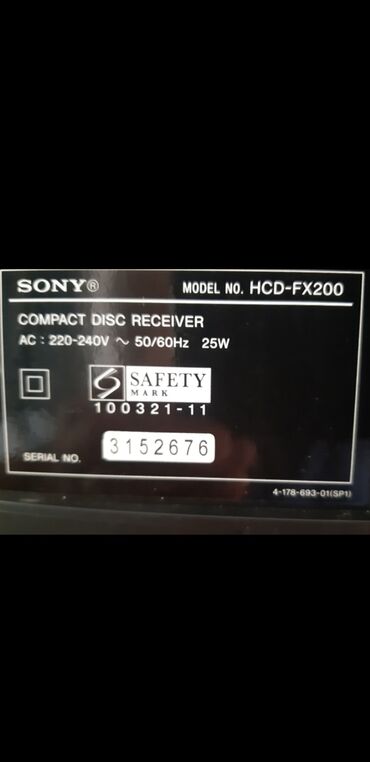 SONY® MODEL NO. HCD-FX200
COMPACT DISC RECEIVER
AC : 220-240V ~ 50/60Hz 25W
S SAFETY
MARK
100321-11
SERIAL NO. 3152676
4-178-693-01(SP1)